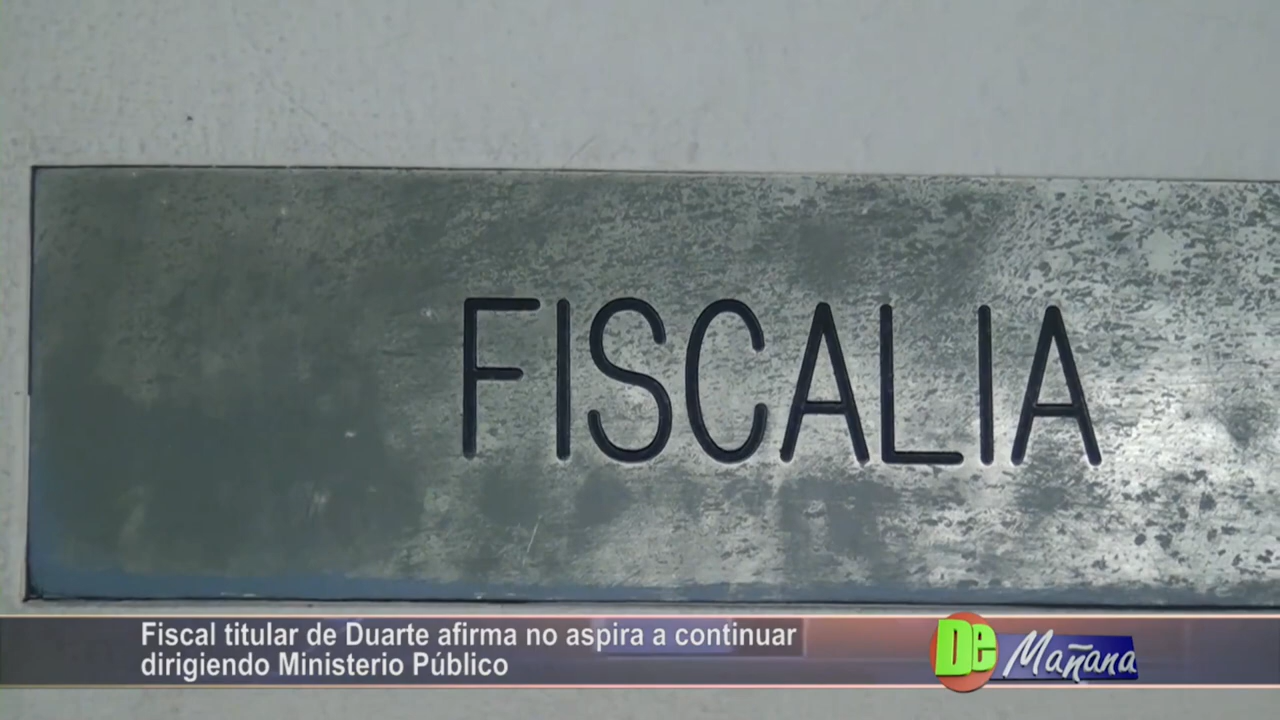 FISCALIA
Fiscal titular de Duarte afirma no aspira a continuar
dirigiendo Ministerio Público
De Mañana